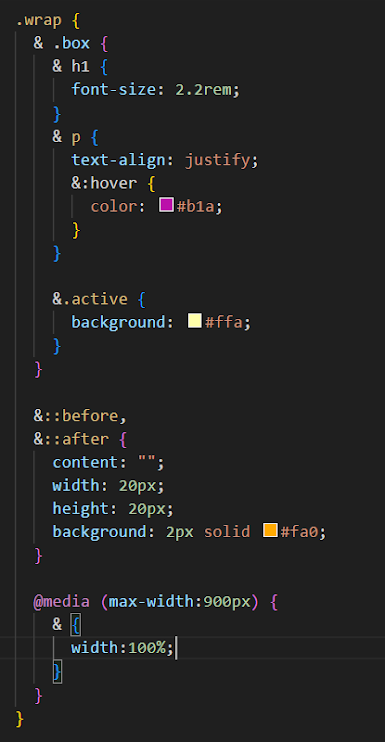 .wrap {
  & .box {
    & h1 {
      font-size: 2.2rem;
    }
    & p {
      text-align: justify;
      &:hover {
        color: #b1a;
      }
    }

    &.active {
      background: #ffa;
    }
  }

  &::before,
  &::after {
    content: "";
    width: 20px;
    height: 20px;
    background: 2px solid #fa0;
  }

  @media (max-width:900px) {
    & {
      width:100%;
    }
  }
}